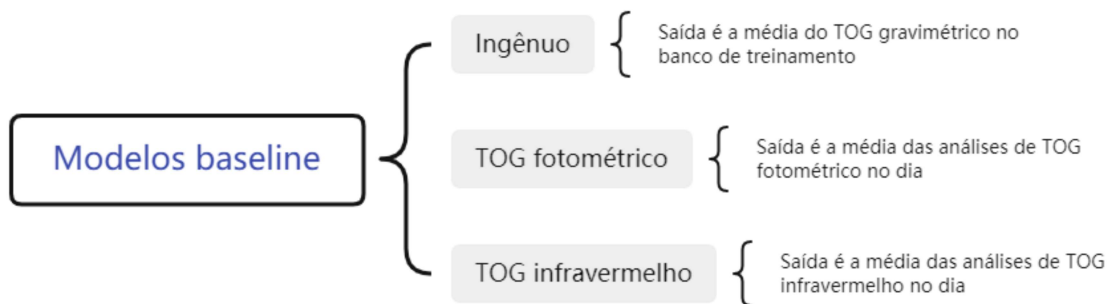 Modelos baseline
Ingênuo
Saída é a média do TOG gravimétrico no
banco de treinamento
TOG fotométrico
Saída é a média das análises de TOG
fotométrico no dia
TOG infravermelho
Saída é a média das análises de TOG
infravermelho no dia